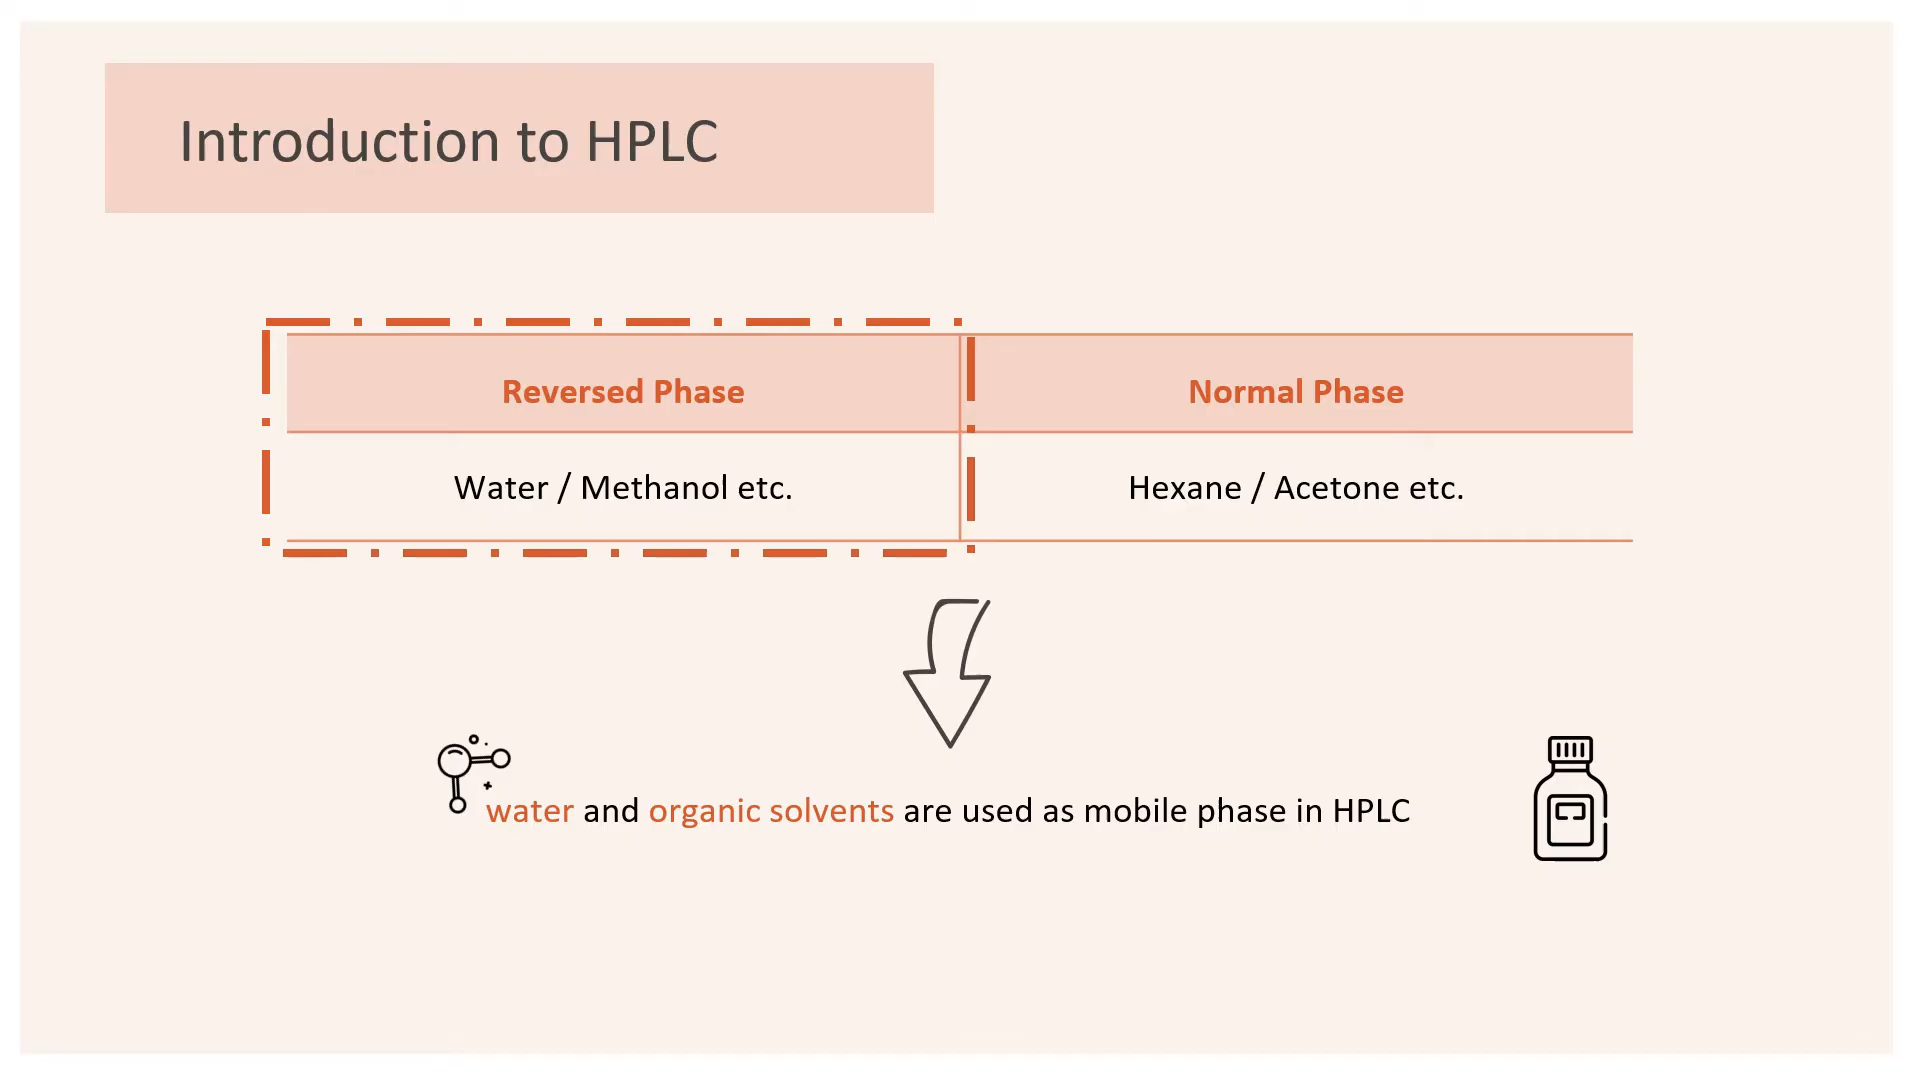 Introduction to HPLC
Reversed Phase
Normal Phase
Water / Methanol etc.
Hexane / Acetone etc.
water and organic solvents are used as mobile phase in HPLC